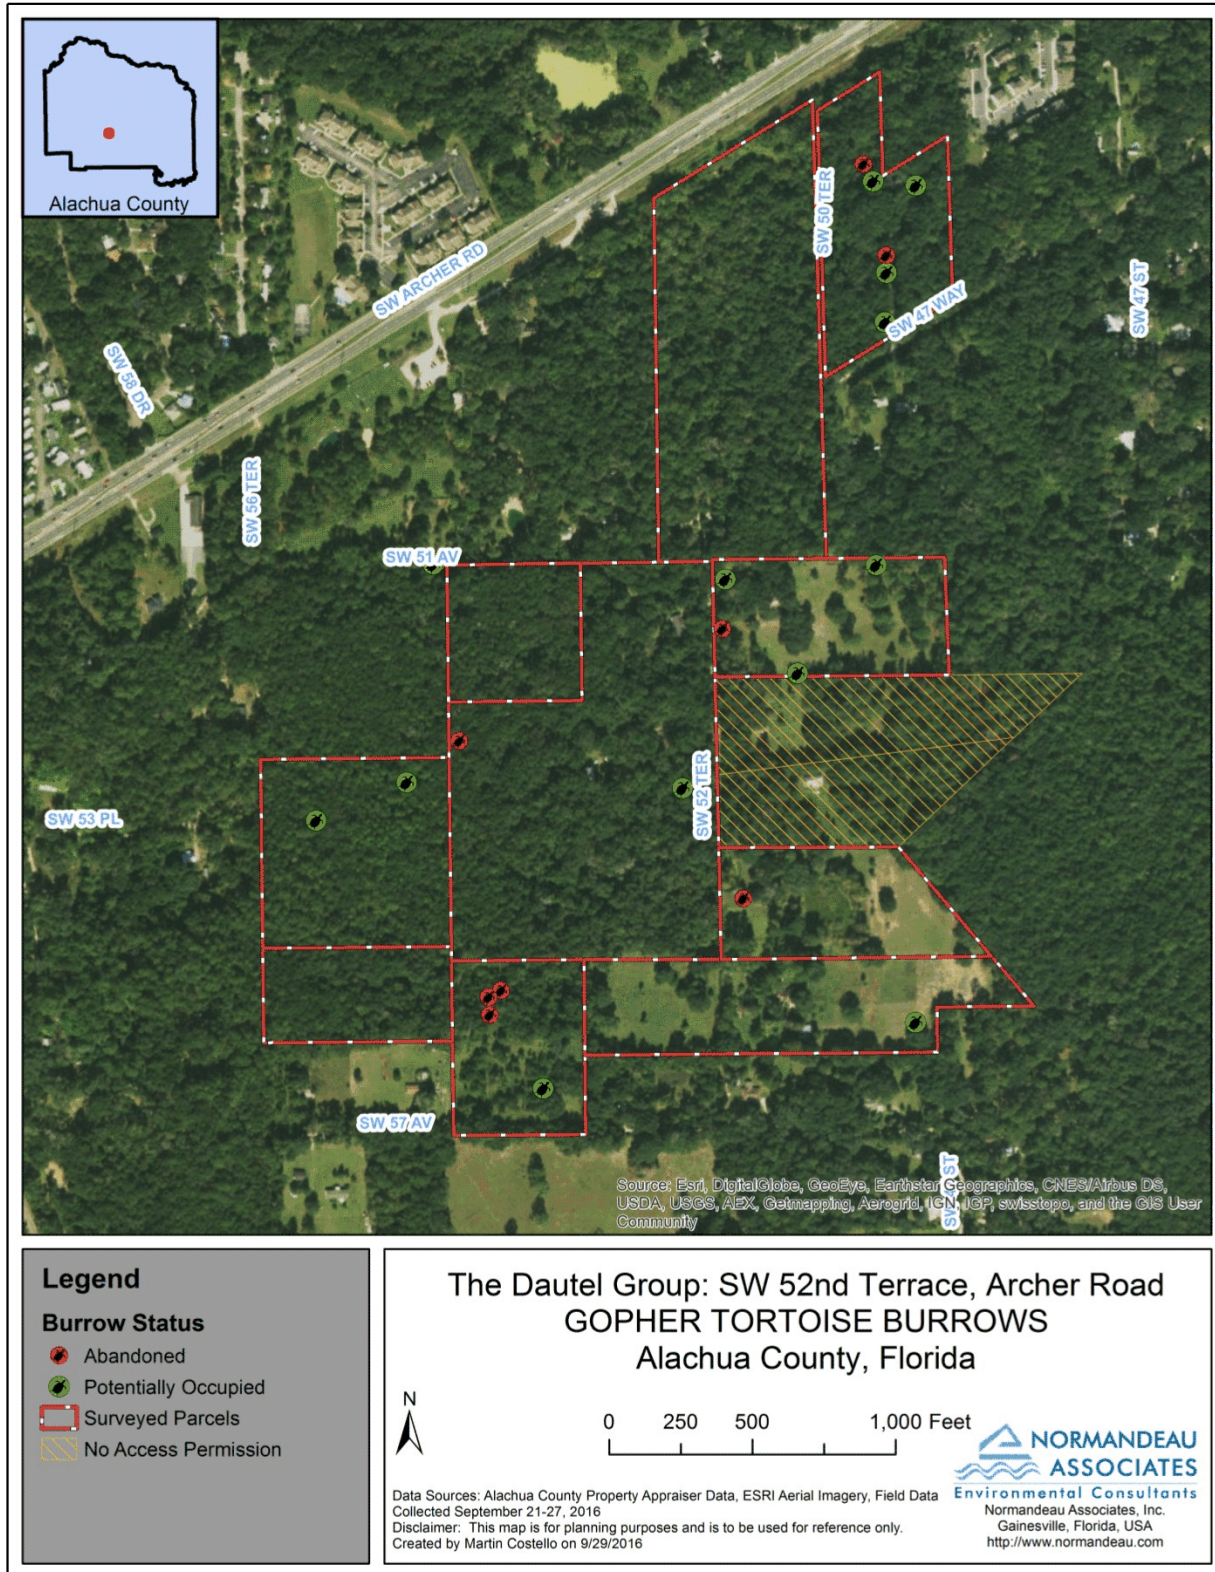 Alachua County
SW ARCHER RD
SW 50 TER
SW 47 WAY
SW 47 ST
SW 58 DR
SW 56 TER
SW 51 AV
SW 52 TER
SW 53 PL
SW 57 AV
Source: Esri, DigitalGlobe, GeoEye, Earthstar Geographics, CNES/Airbus DS,
USDA, USGS, AEX, Getmapping, Aerogrid, IGN, IGP, swisstopo, and the GIS User
Community
Legend
Burrow Status
Abandoned
Potentially Occupied
Surveyed Parcels
No Access Permission
The Dautel Group: SW 52nd Terrace, Archer Road
GOPHER TORTOISE BURROWS
Alachua County, Florida
N
0 250 500 1,000 Feet
NORMANDEAU
ASSOCIATES
Environmental Consultants
Normandeau Associates, Inc.
Gainesville, Florida, USA
http://www.normandeau.com
Data Sources: Alachua County Property Appraiser Data, ESRI Aerial Imagery, Field Data
Collected September 21-27, 2016
Disclaimer: This map is for planning purposes and is to be used for reference only.
Created by Martin Costello on 9/29/2016